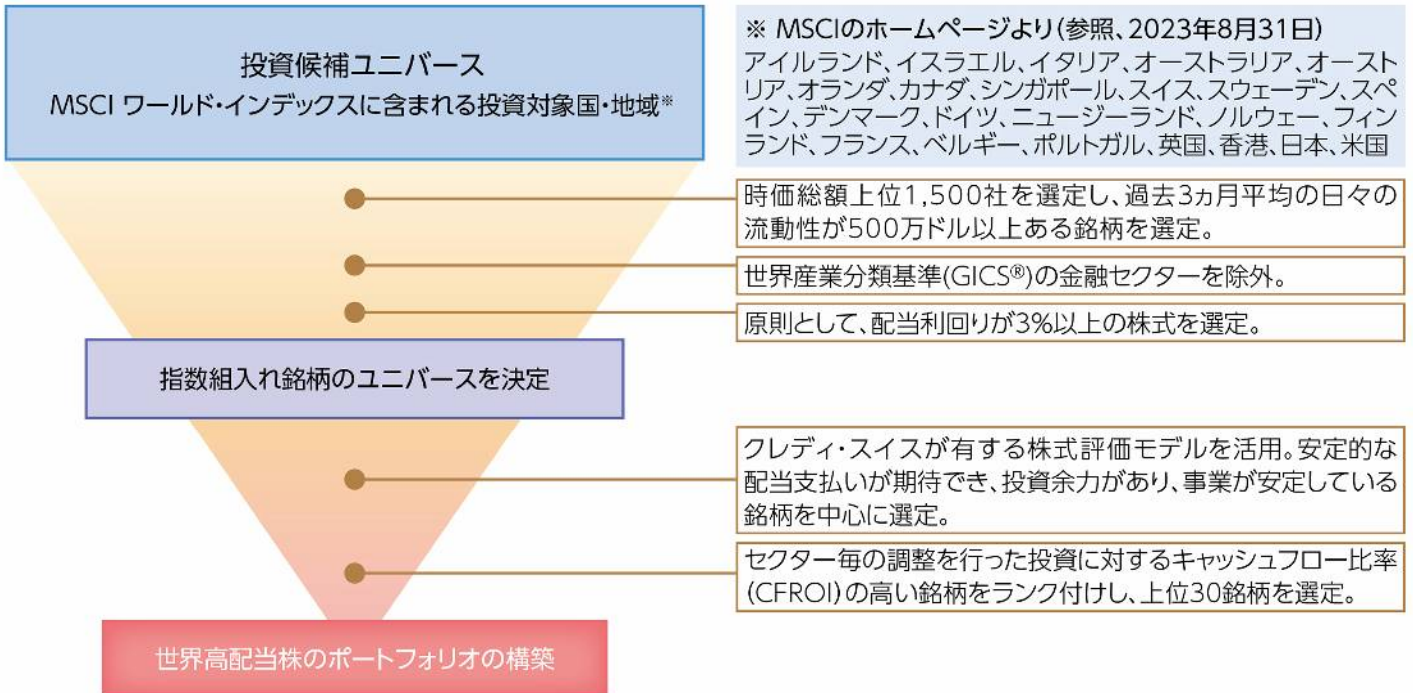 投資候補ユニバース
MSCI ワールド・インデックスに含まれる投資対象国・地域※
※ MSCIのホームページより(参照、2023年8月31日)
アイルランド、イスラエル、イタリア、オーストラリア、オースト
リア、オランダ、カナダ、シンガポール、スイス、スウェーデン、スペ
イン、デンマーク、ドイツ、ニュージーランド、ノルウェー、フィン
ランド、フランス、ベルギー、ポルトガル、英国、香港、日本、米国
時価総額上位1,500社を選定し、過去3ヵ月平均の日々の
流動性が500万ドル以上ある銘柄を選定。
世界産業分類基準(GICS®)の金融セクターを除外。
原則として、配当利回りが3%以上の株式を選定。
指数組入れ銘柄のユニバースを決定
クレディ・スイスが有する株式評価モデルを活用。安定的な
配当支払いが期待でき、投資余力があり、事業が安定している
銘柄を中心に選定。
セクター毎の調整を行った投資に対するキャッシュフロー比率
(CFROI)の高い銘柄をランク付けし、上位30銘柄を選定。
世界高配当株のポートフォリオの構築